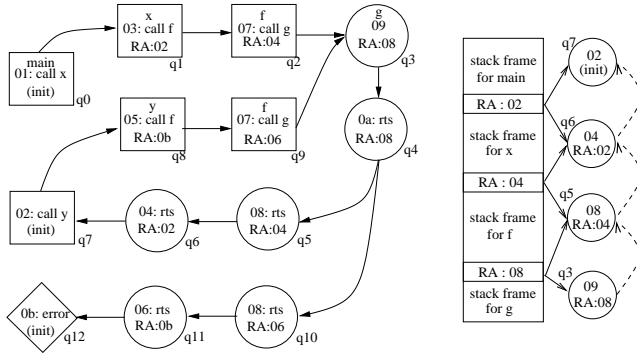 main
01: call x
(init)
q0
x
03: call f
RA:02
q1
f
07: call g
RA:04
q2
g
09
RA:08
q3
y
05: call f
RA:0b
q8
f
07: call g
RA:06
q9
0a: rts
RA:08
q4
02: call y
(init)
q7
04: rts
RA:02
q6
08: rts
RA:04
q5
0b: error
(init)
q12
06: rts
RA:0b
q11
08: rts
RA:06
q10
stack frame
for main
RA : 02
stack frame
for x
RA : 04
stack frame
for f
RA : 08
stack frame
for g
q7
02
(init)
q6
04
RA:02
q5
08
RA:04
q3
09
RA:08